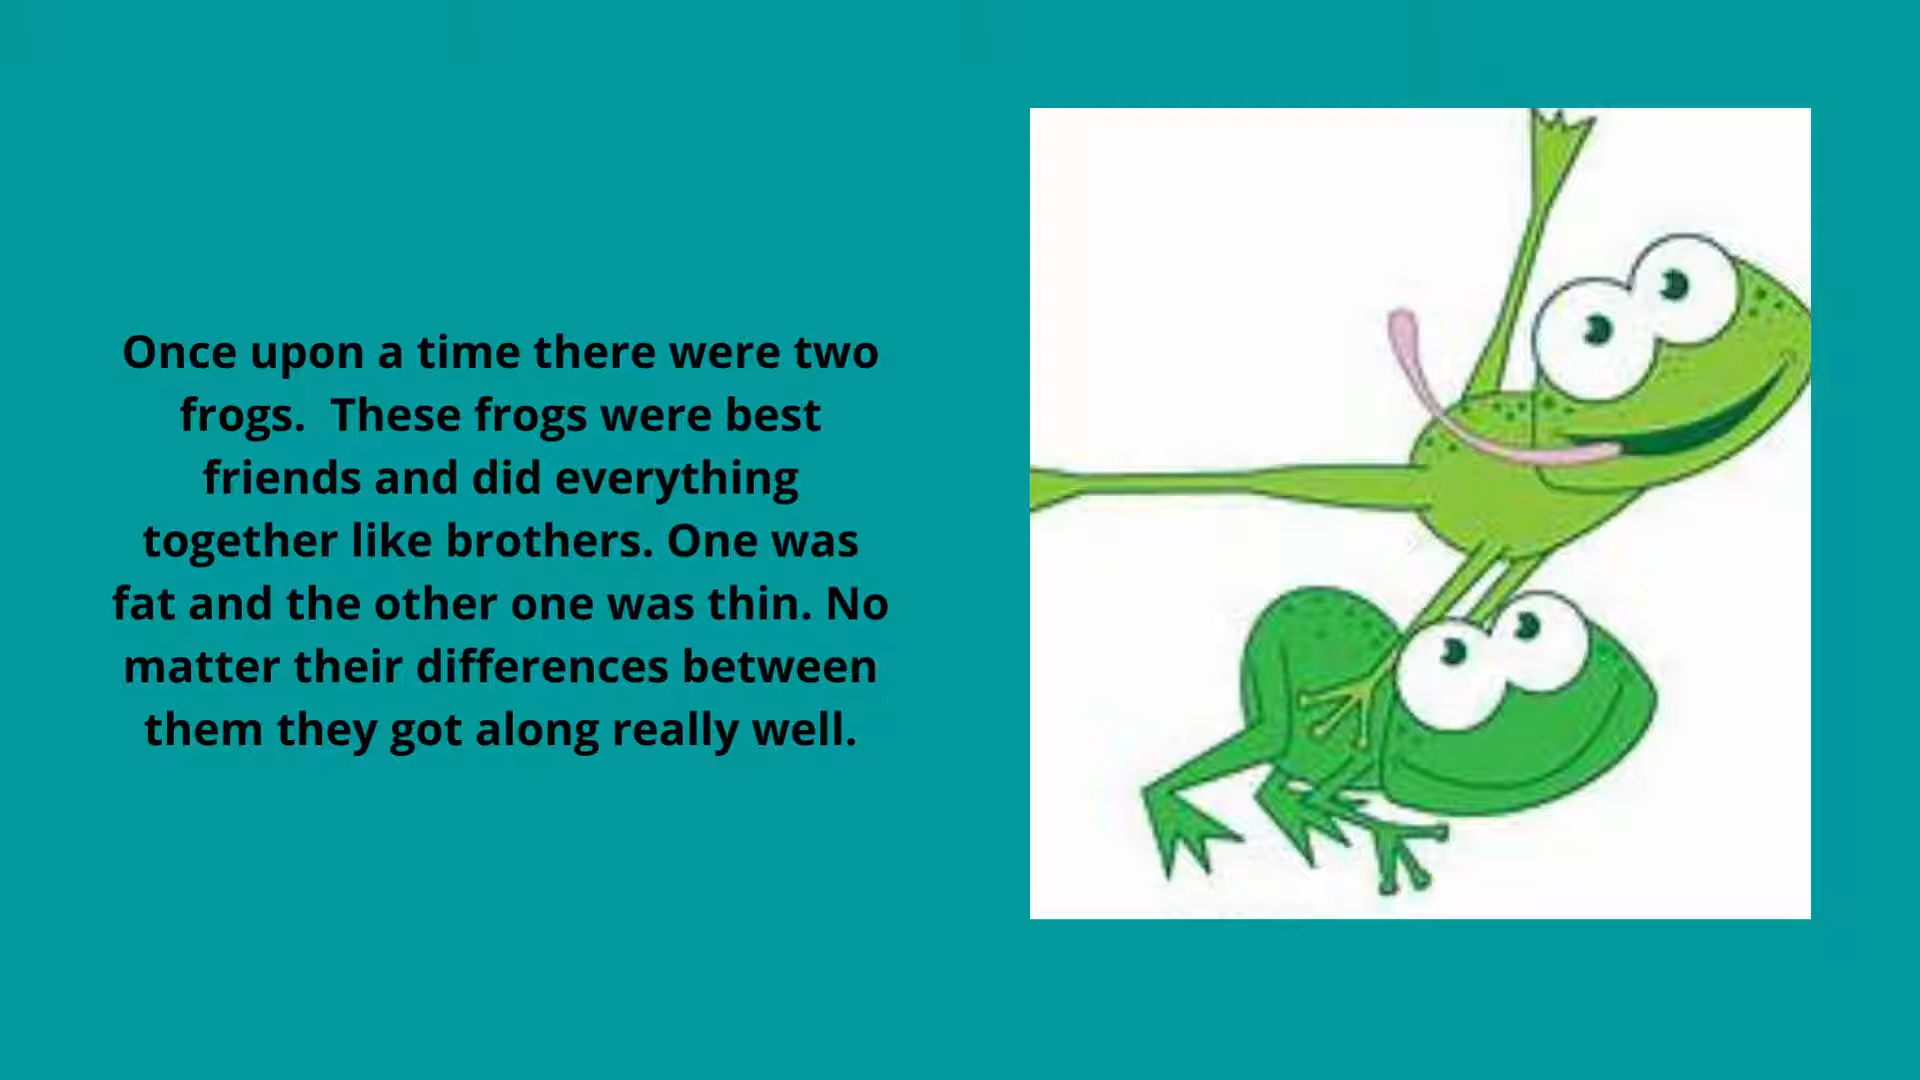 Once upon a time there were two
frogs.  These frogs were best
friends and did everything
together like brothers. One was
fat and the other one was thin. No
matter their differences between
them they got along really well.